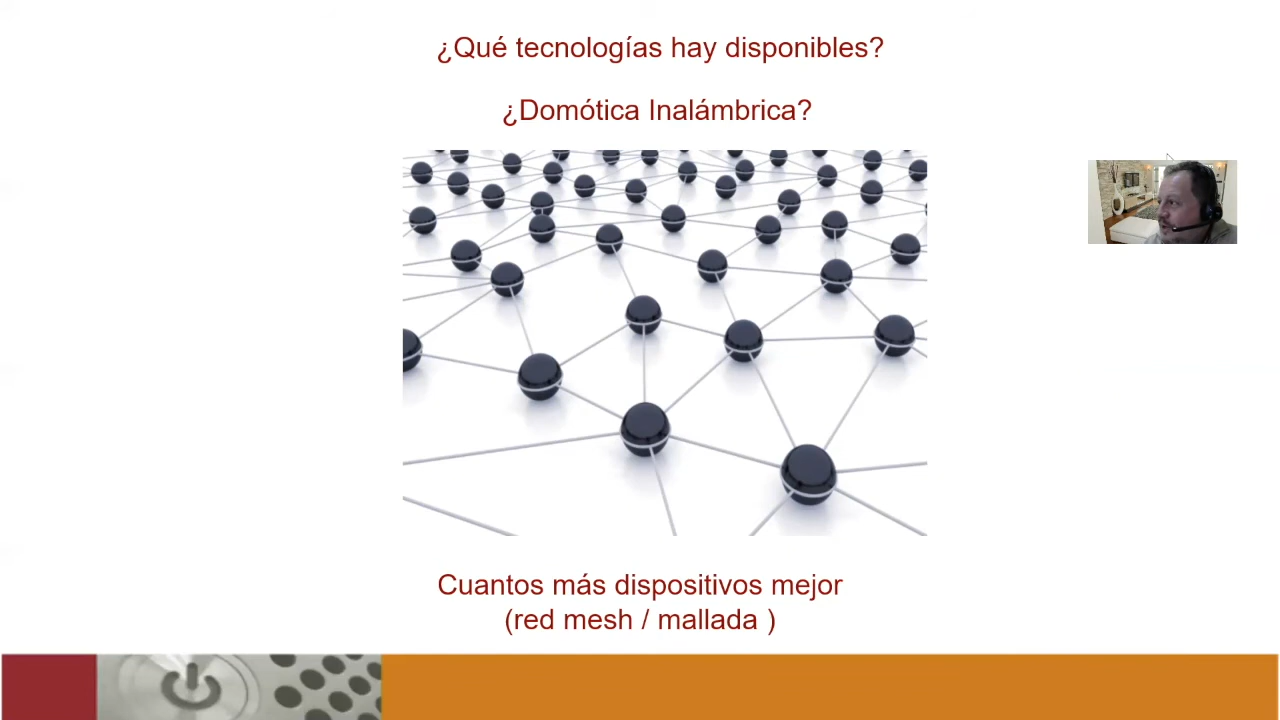 ¿Qué tecnologías hay disponibles?
¿Domótica Inalámbrica?
Cuantos más dispositivos mejor
(red mesh / mallada )